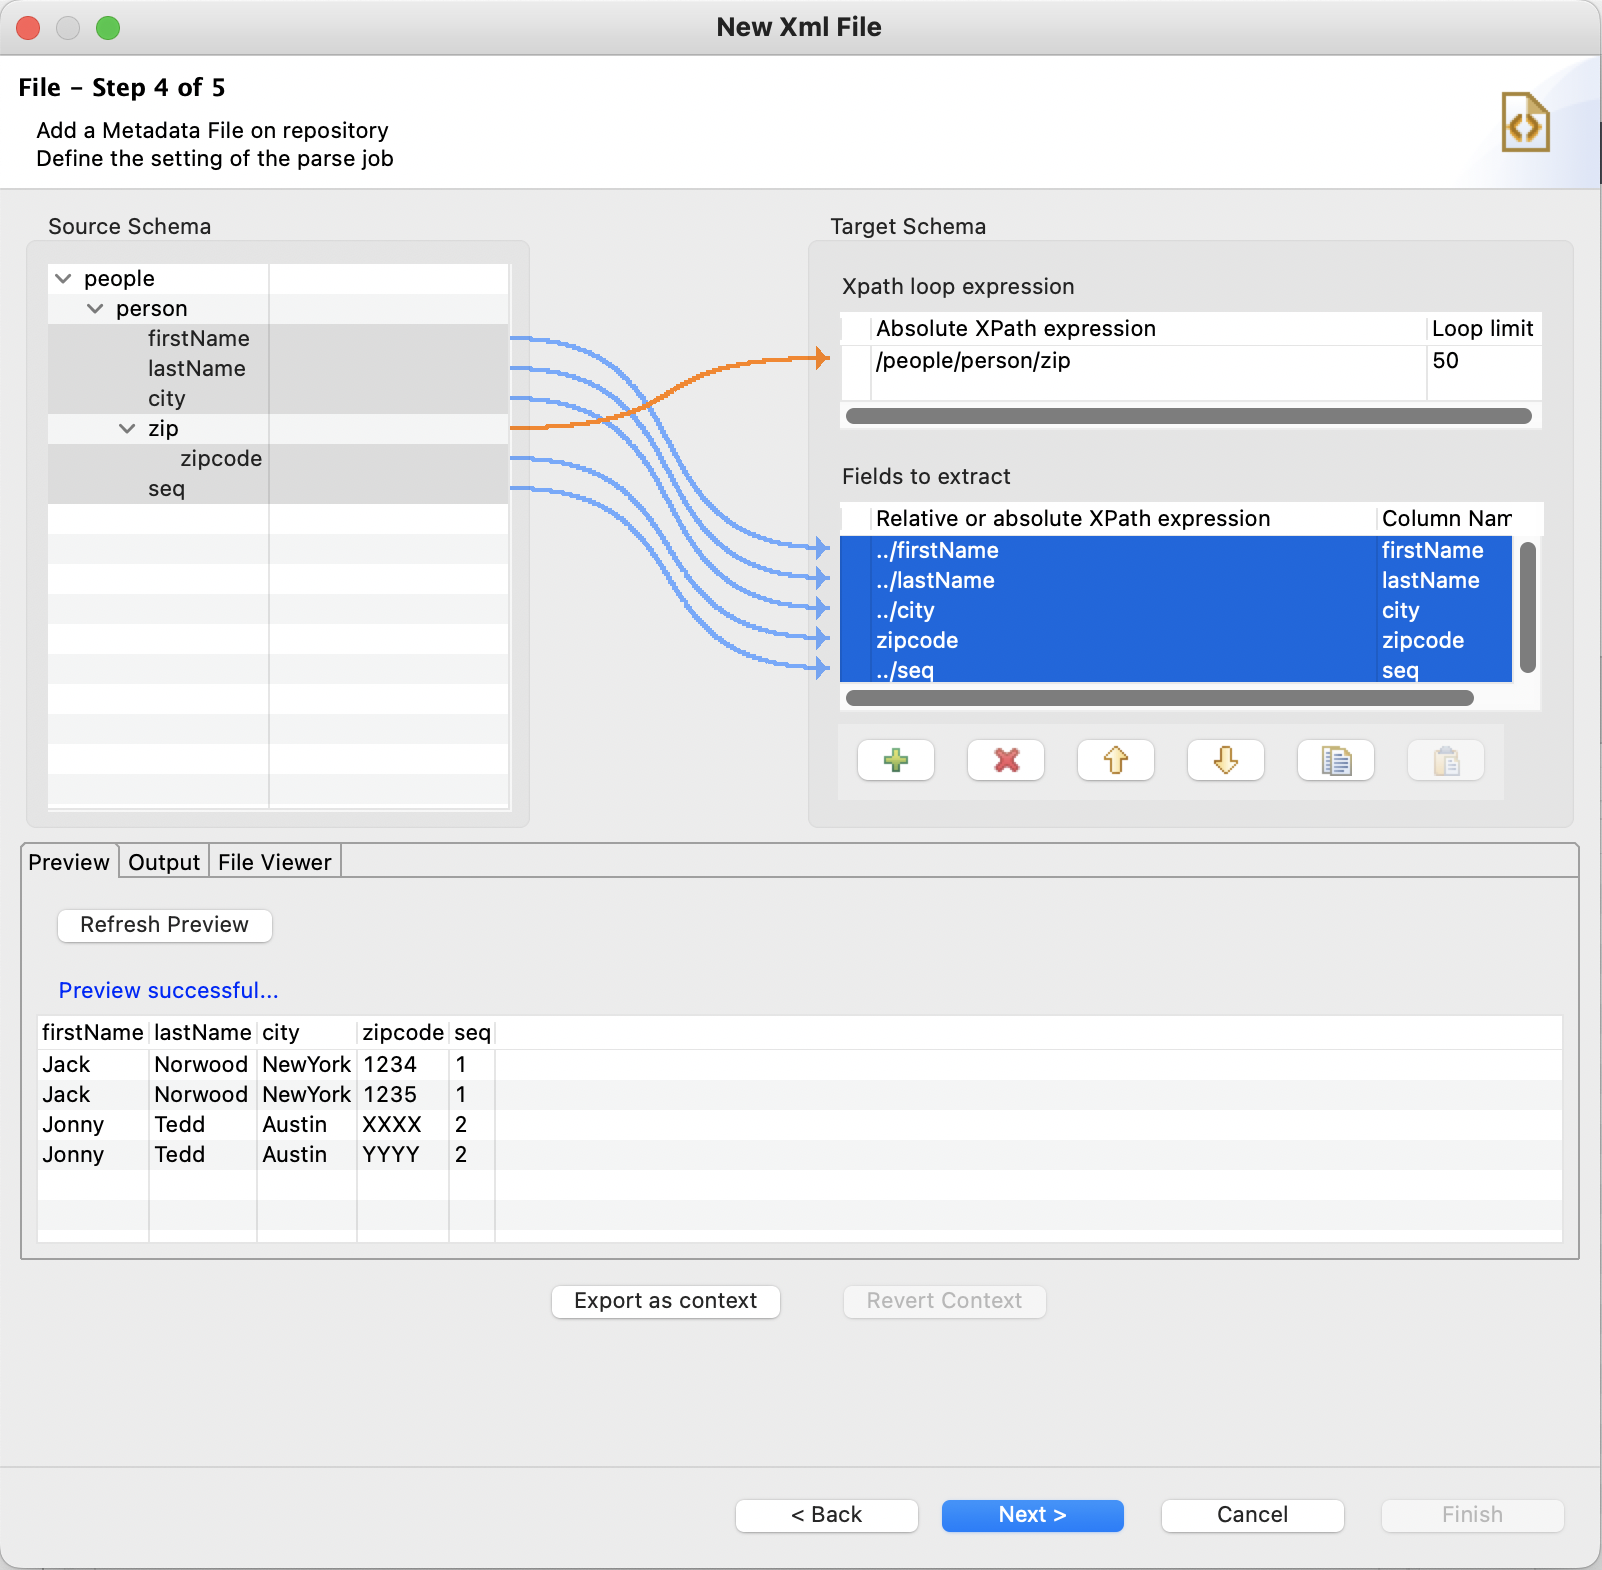 New Xml File
File – Step 4 of 5
Add a Metadata File on repository
Define the setting of the parse job
Source Schema
people
person
firstName
lastName
city
zip
zipcode
seq
Target Schema
Xpath loop expression
Absolute XPath expression Loop limit
/people/person/zip 50
Fields to extract
Relative or absolute XPath expression Column Nam
../firstName firstName
../lastName lastName
../city city
zipcode zipcode
../seq seq
Preview Output File Viewer
Refresh Preview
Preview successful...
firstName lastName city zipcode seq
Jack Norwood NewYork 1234 1
Jack Norwood NewYork 1235 1
Jonny Tedd Austin XXXX 2
Jonny Tedd Austin YYYY 2
Export as context Revert Context
< Back Next > Cancel Finish